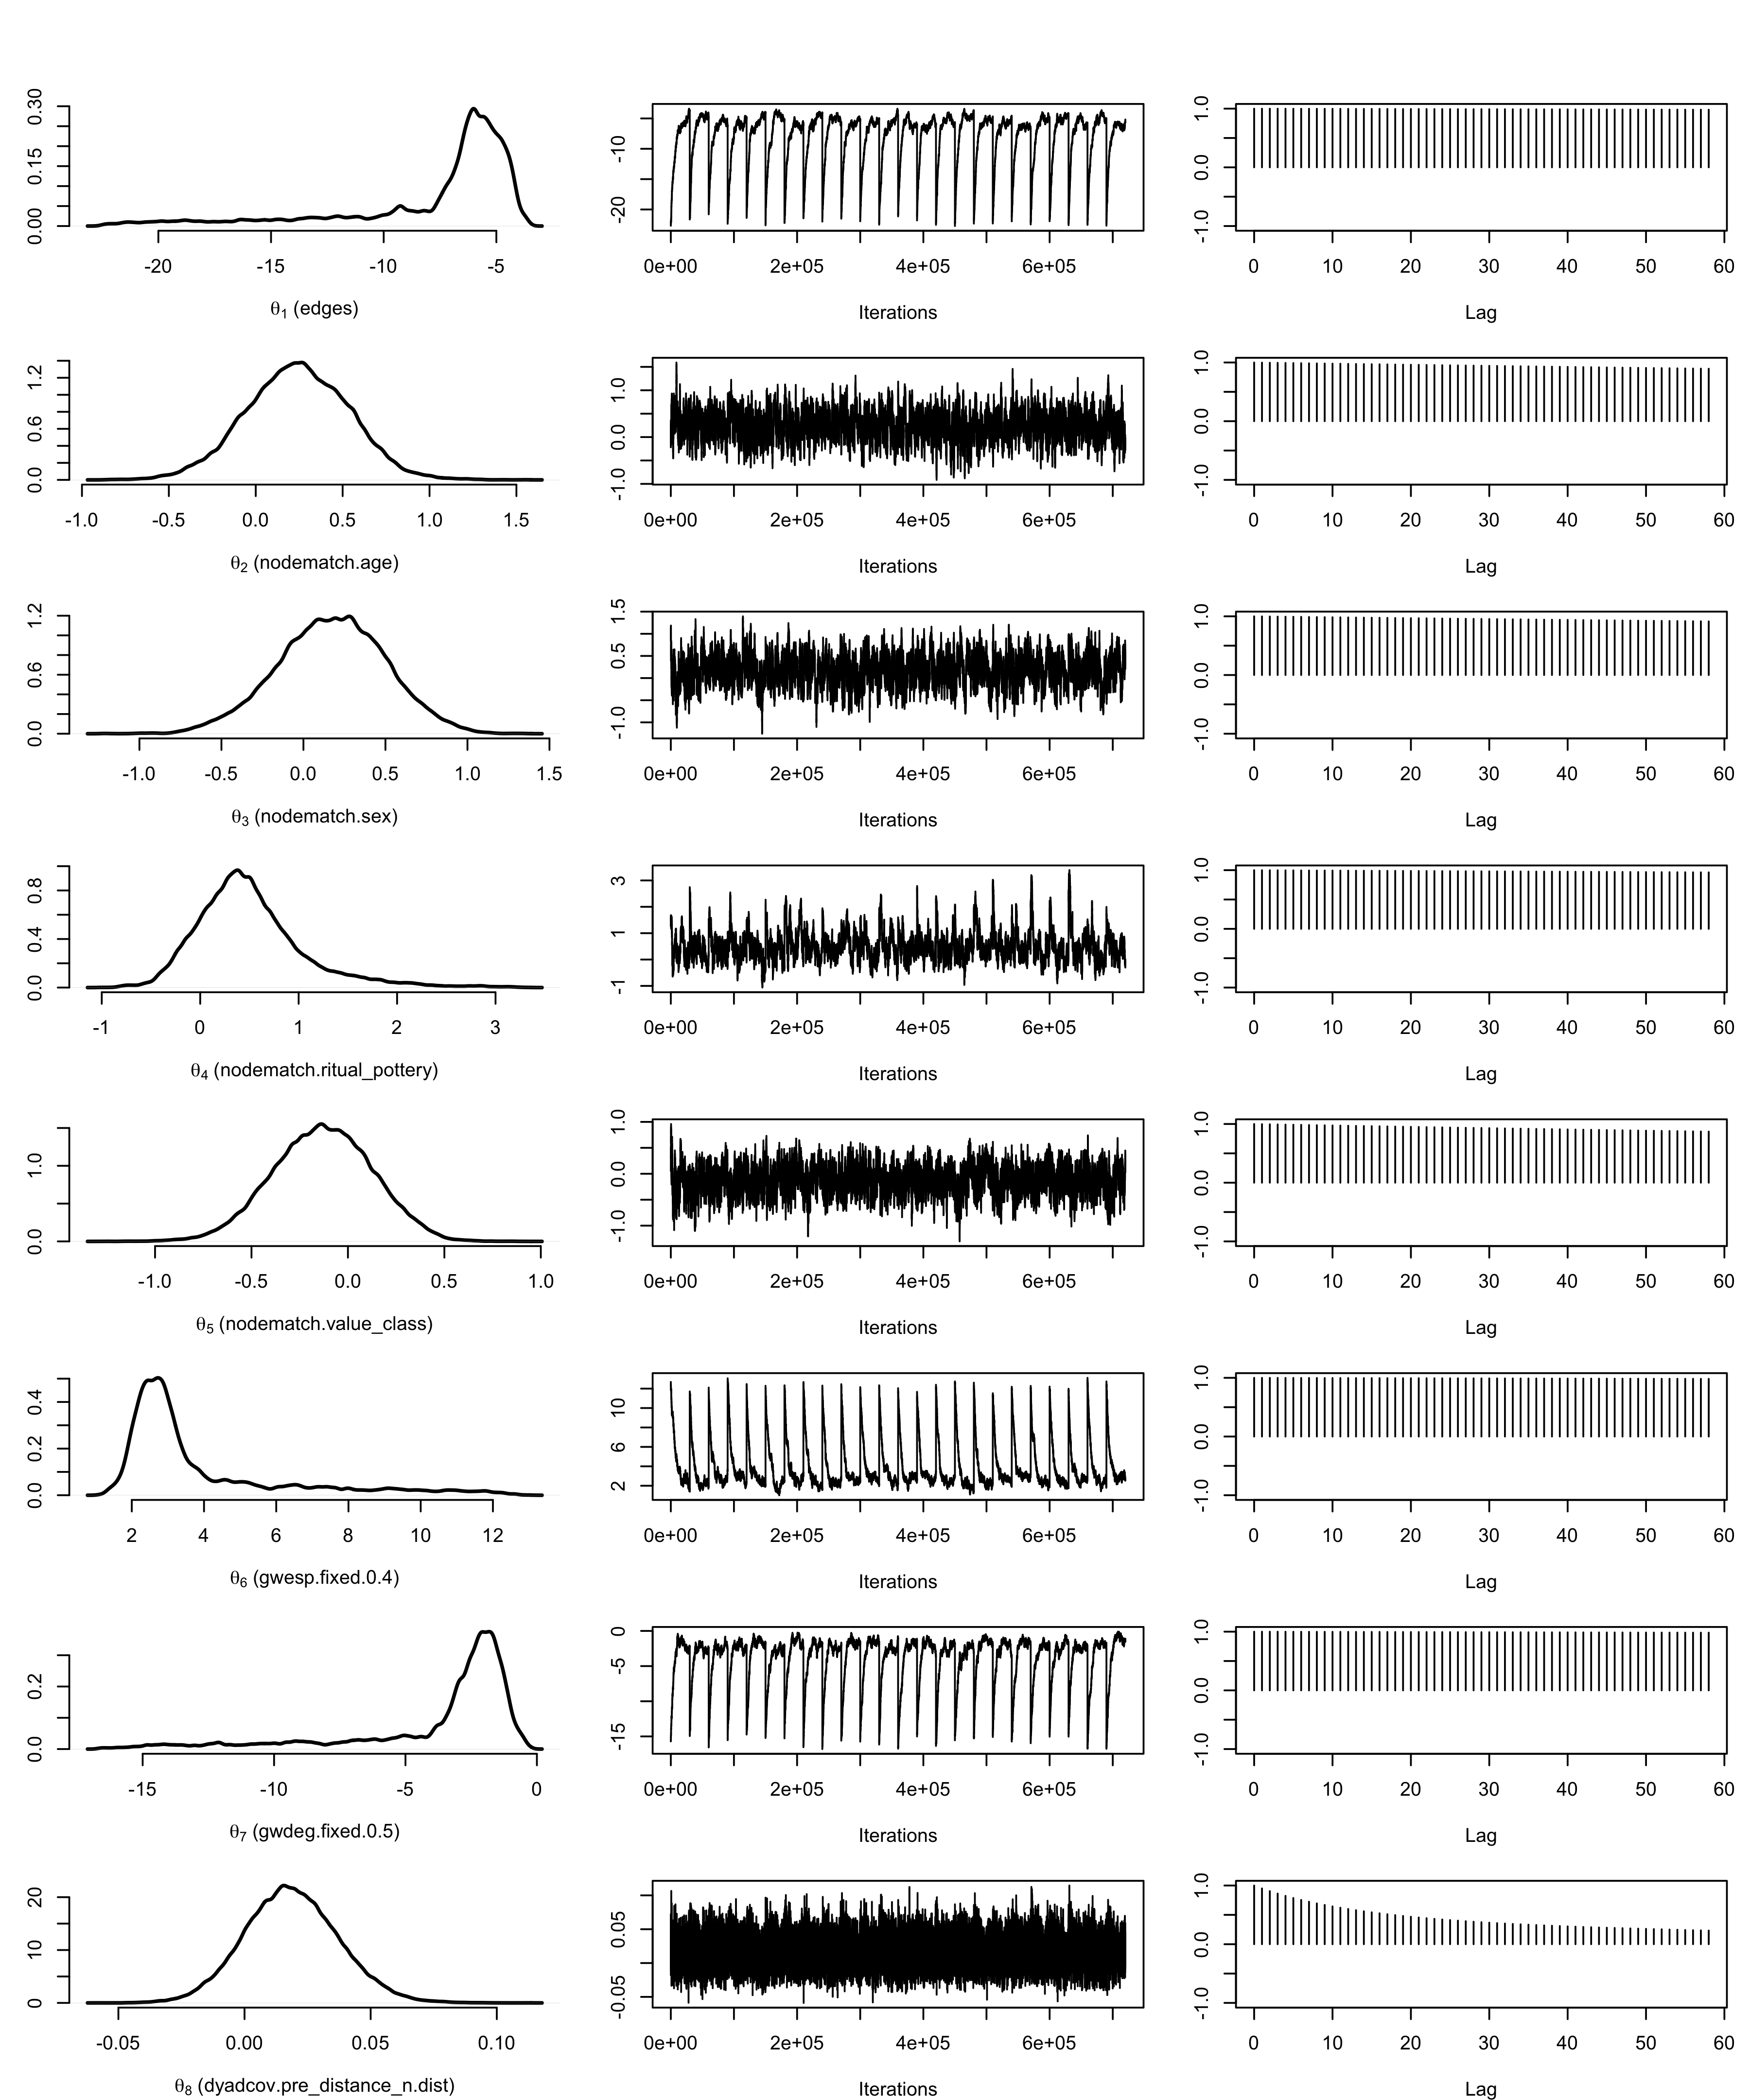 0.00 0.15 0.30
-20 -15 -10 -5
θ1 (edges)
-20 -10
0e+00 2e+05 4e+05 6e+05
Iterations
-1.0 0.0 1.0
0 10 20 30 40 50 60
Lag
0.0 0.6 1.2
-1.0 -0.5 0.0 0.5 1.0 1.5
θ2 (nodematch.age)
-1.0 0.0 1.0
0e+00 2e+05 4e+05 6e+05
Iterations
-1.0 0.0 1.0
0 10 20 30 40 50 60
Lag
0.0 0.6 1.2
-1.0 -0.5 0.0 0.5 1.0 1.5
θ3 (nodematch.sex)
-1.0 0.5 1.5
0e+00 2e+05 4e+05 6e+05
Iterations
-1.0 0.0 1.0
0 10 20 30 40 50 60
Lag
0.0 0.4 0.8
-1 0 1 2 3
θ4 (nodematch.ritual_pottery)
-1 1 3
0e+00 2e+05 4e+05 6e+05
Iterations
-1.0 0.0 1.0
0 10 20 30 40 50 60
Lag
0.0 1.0
-1.0 -0.5 0.0 0.5 1.0
θ5 (nodematch.value_class)
-1.0 0.0 1.0
0e+00 2e+05 4e+05 6e+05
Iterations
-1.0 0.0 1.0
0 10 20 30 40 50 60
Lag
0.0 0.2 0.4
2 4 6 8 10 12
θ6 (gwesp.fixed.0.4)
2 6 10
0e+00 2e+05 4e+05 6e+05
Iterations
-1.0 0.0 1.0
0 10 20 30 40 50 60
Lag
0.0 0.2
-15 -10 -5 0
θ7 (gwdeg.fixed.0.5)
-15 -5 0
0e+00 2e+05 4e+05 6e+05
Iterations
-1.0 0.0 1.0
0 10 20 30 40 50 60
Lag
0 10 20
-0.05 0.00 0.05 0.10
θ8 (dyadcov.pre_distance_n.dist)
-0.05 0.05
0e+00 2e+05 4e+05 6e+05
Iterations
-1.0 0.0 1.0
0 10 20 30 40 50 60
Lag